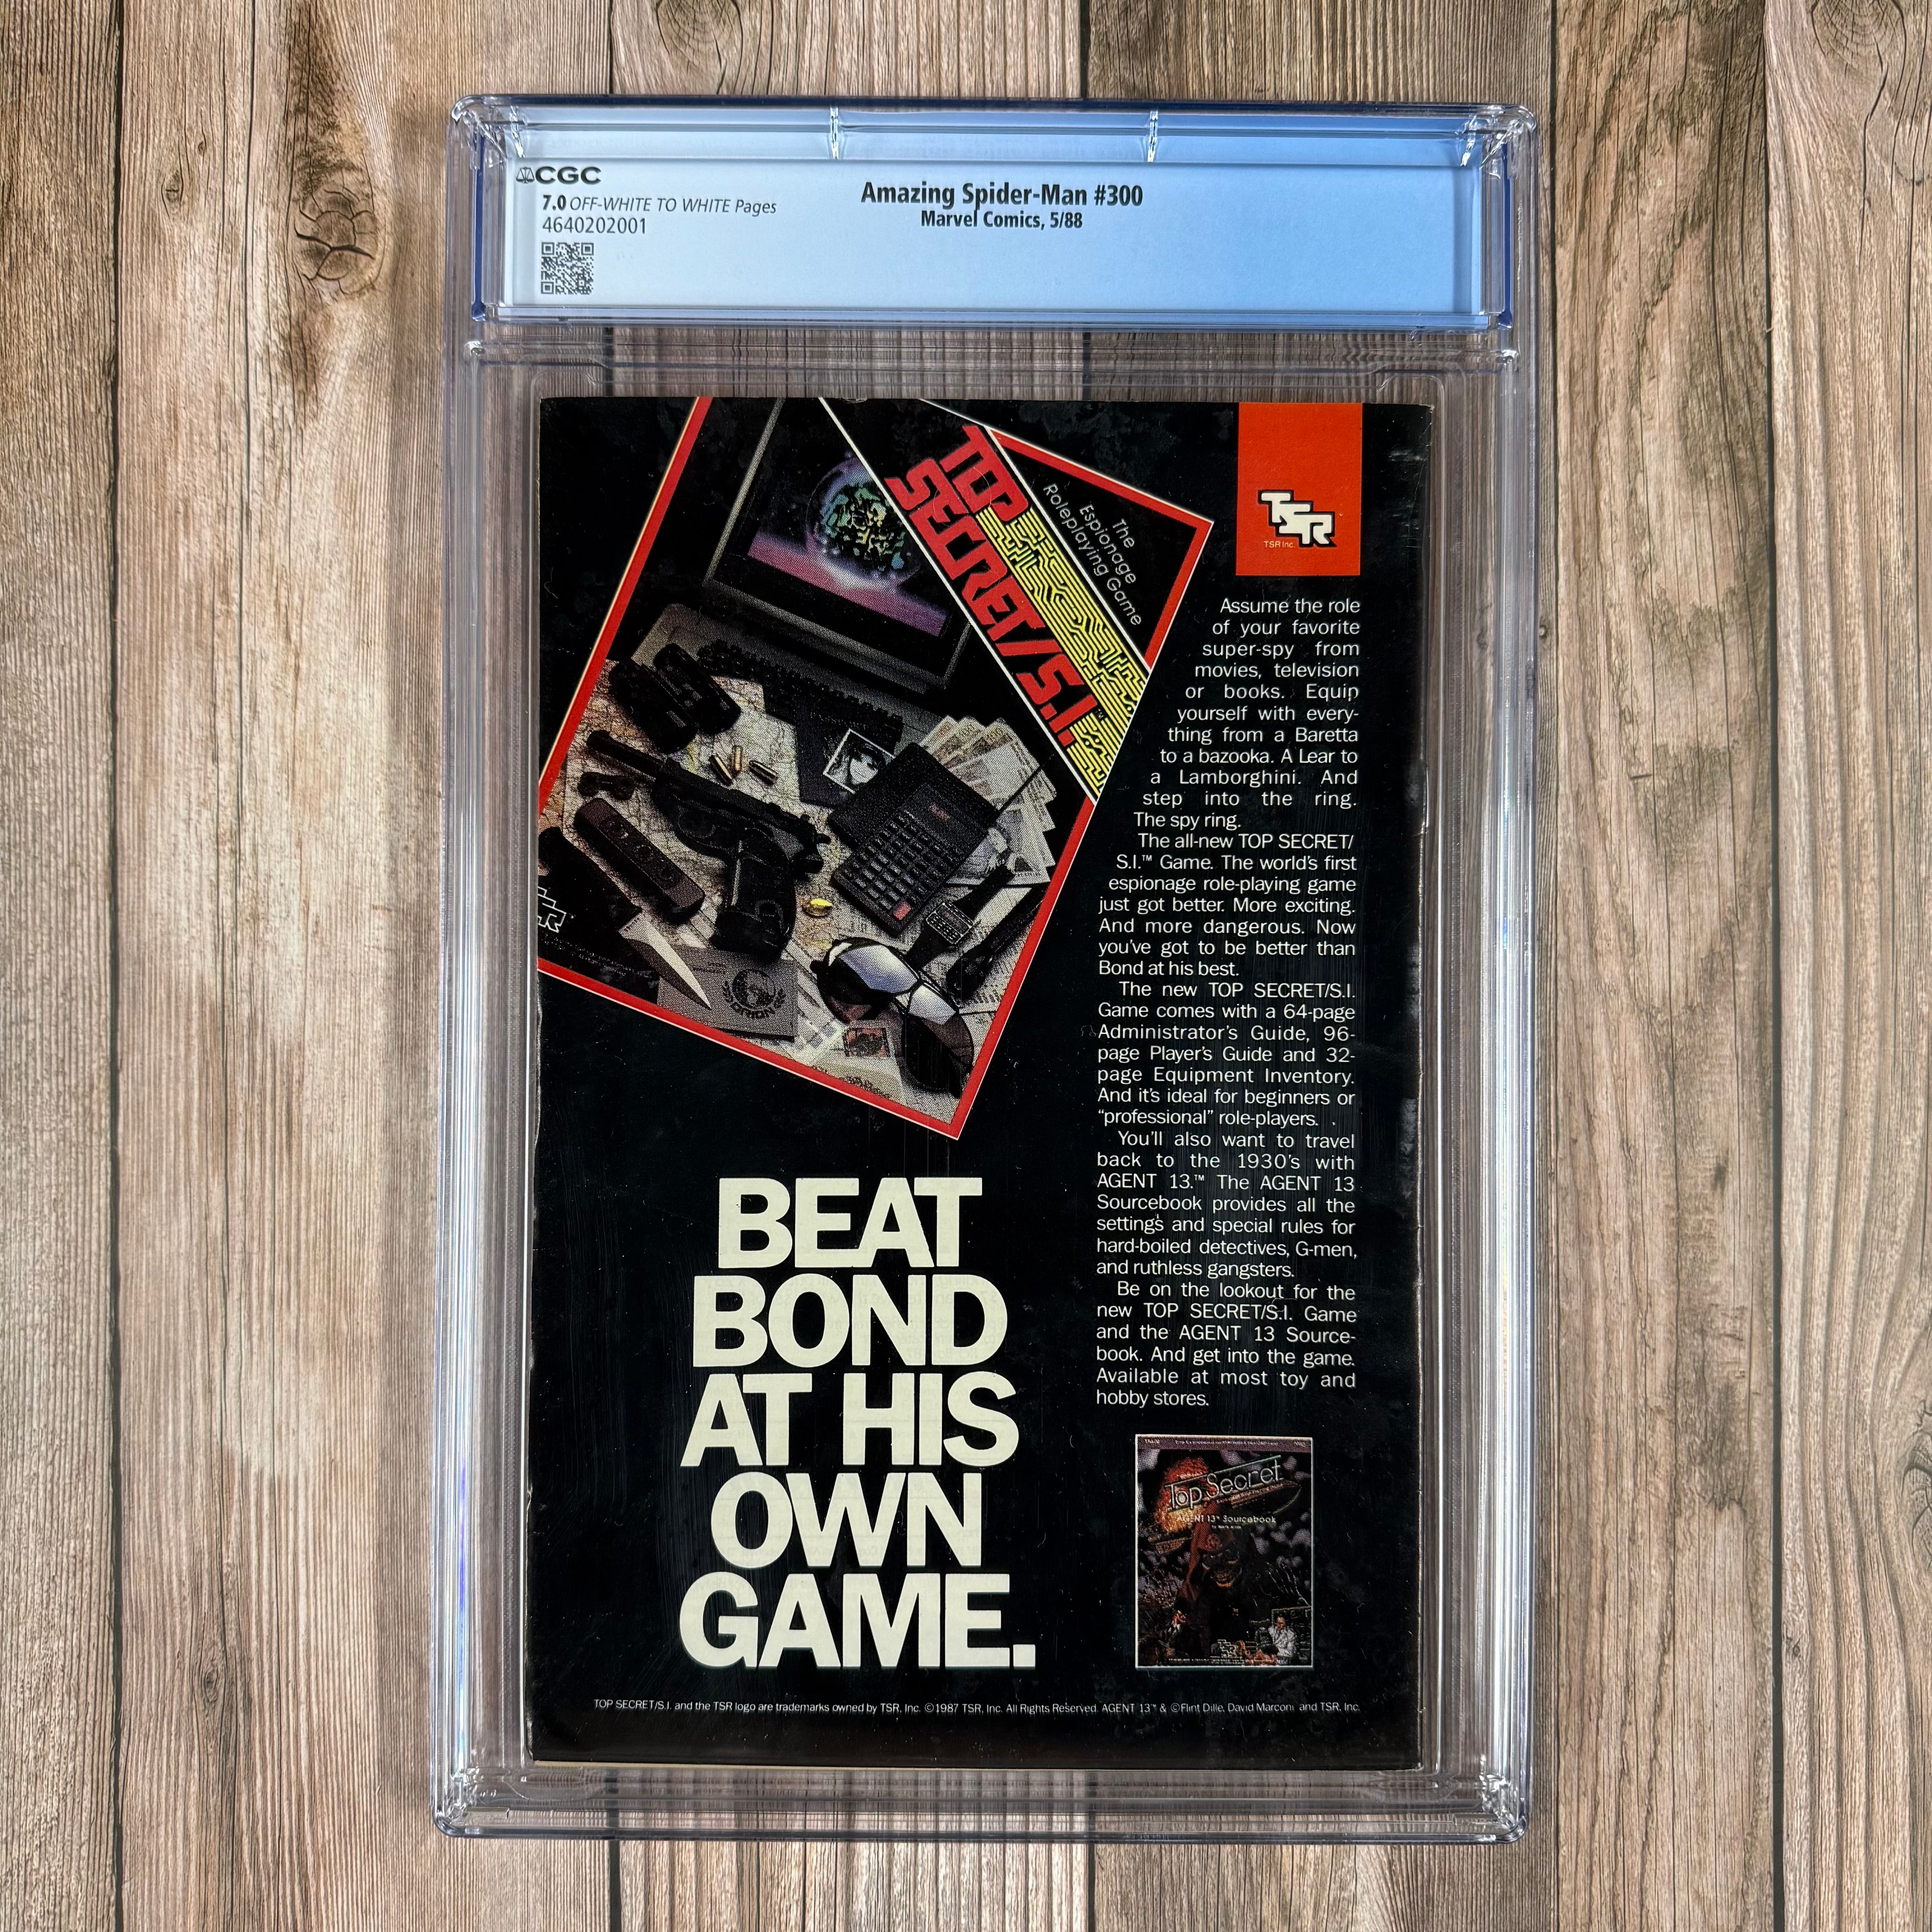 CGC
7.0 OFF-WHITE TO WHITE Pages
4640202001
Amazing Spider-Man #300
Marvel Comics, 5/88
TOP
SECRET/S.I.™
The
Espionage
Roleplaying Game
TSR
TSR Inc.
PASSPORT
ORION
Assume the role
of your favorite
super-spy from
movies, television
or books. Equip
yourself with every-
thing from a Baretta
to a bazooka. A Lear to
a Lamborghini. And
step into the ring.
The spy ring.
The all-new TOP SECRET/
S.I.™ Game. The world's first
espionage role-playing game
just got better. More exciting.
And more dangerous. Now
you've got to be better than
Bond at his best.
The new TOP SECRET/S.I.
Game comes with a 64-page
Administrator's Guide, 96-
page Player's Guide and 32-
page Equipment Inventory.
And it's ideal for beginners or
"professional" role-players.
You'll also want to travel
back to the 1930's with
AGENT 13.™ The AGENT 13
Sourcebook provides all the
settings and special rules for
hard-boiled detectives, G-men,
and ruthless gangsters.
Be on the lookout for the
new TOP SECRET/S.I. Game
and the AGENT 13 Source-
book. And get into the game.
Available at most toy and
hobby stores.
BEAT
BOND
AT HIS
OWN
GAME.
Top Secret
AGENT 13™ Sourcebook
TOP SECRET/S.I. and the TSR logo are trademarks owned by TSR, Inc. ©1987 TSR, Inc. All Rights Reserved. AGENT 13™ & ©Flint Dille, David Marconi and TSR, Inc.